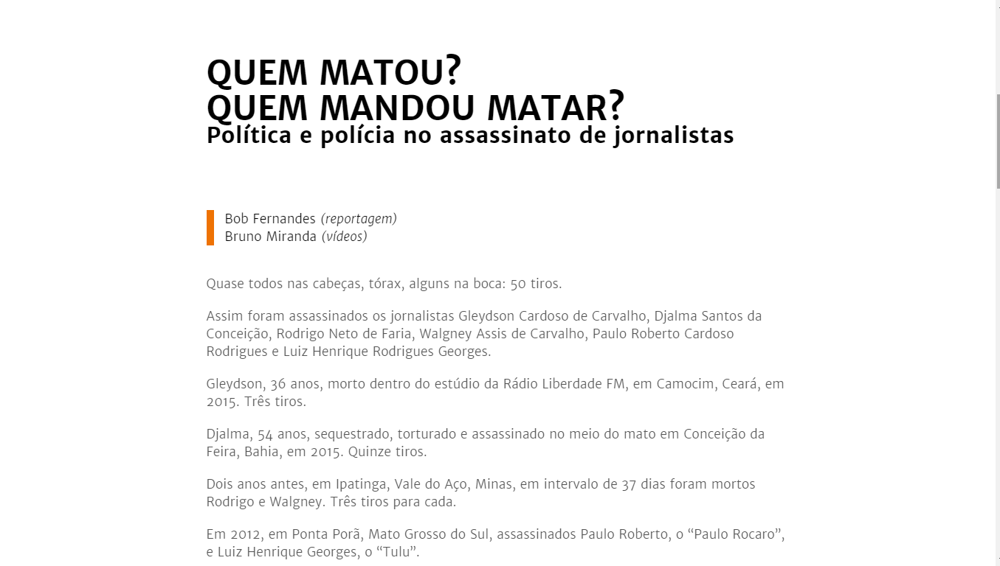 QUEM MATOU?
QUEM MANDOU MATAR?
Política e polícia no assassinato de jornalistas
Bob Fernandes (reportagem)
Bruno Miranda (vídeos)
Quase todos nas cabeças, tórax, alguns na boca: 50 tiros.
Assim foram assassinados os jornalistas Gleydson Cardoso de Carvalho, Djalma Santos da
Conceição, Rodrigo Neto de Faria, Walgney Assis de Carvalho, Paulo Roberto Cardoso
Rodrigues e Luiz Henrique Rodrigues Georges.
Gleydson, 36 anos, morto dentro do estúdio da Rádio Liberdade FM, em Camocim, Ceará, em
2015. Três tiros.
Djalma, 54 anos, sequestrado, torturado e assassinado no meio do mato em Conceição da
Feira, Bahia, em 2015. Quinze tiros.
Dois anos antes, em Ipatinga, Vale do Aço, Minas, em intervalo de 37 dias foram mortos
Rodrigo e Walgney. Três tiros para cada.
Em 2012, em Ponta Porã, Mato Grosso do Sul, assassinados Paulo Roberto, o “Paulo Rocaro”,
e Luiz Henrique Georges, o “Tulu”.